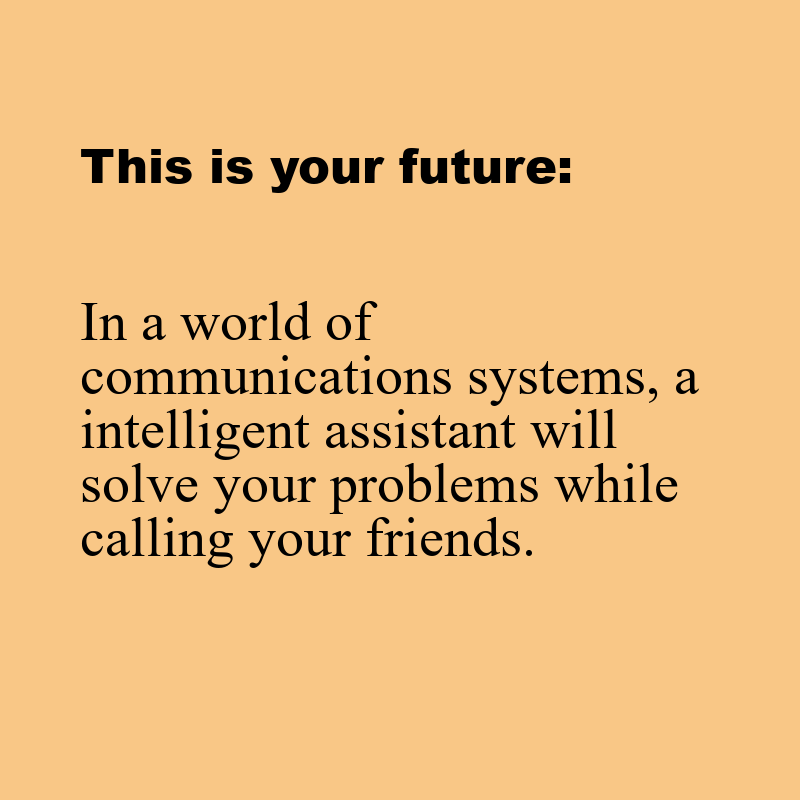 This is your future:
In a world of
communications systems, a
intelligent assistant will
solve your problems while
calling your friends.